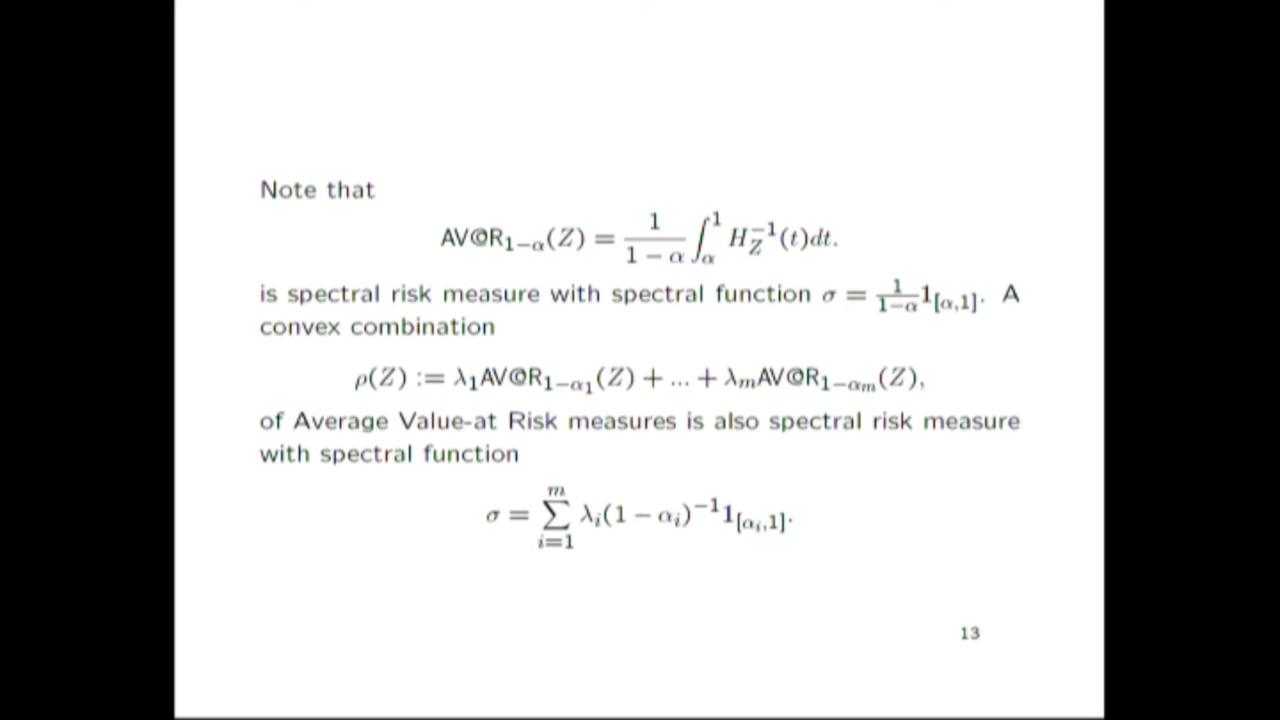 Note that
AV@R_{1−α}(Z) = \frac{1}{1 − α} \int_α^1 H_Z^{−1}(t)dt.
is spectral risk measure with spectral function σ = \frac{1}{1−α}1_{[α,1]}. A
convex combination
ρ(Z) := λ_1AV@R_{1−α_1}(Z) + ... + λ_mAV@R_{1−α_m}(Z),
of Average Value-at Risk measures is also spectral risk measure
with spectral function
σ = \sum_{i=1}^{m} λ_i(1 − α_i)^{−1}1_{[α_i,1]}.
13